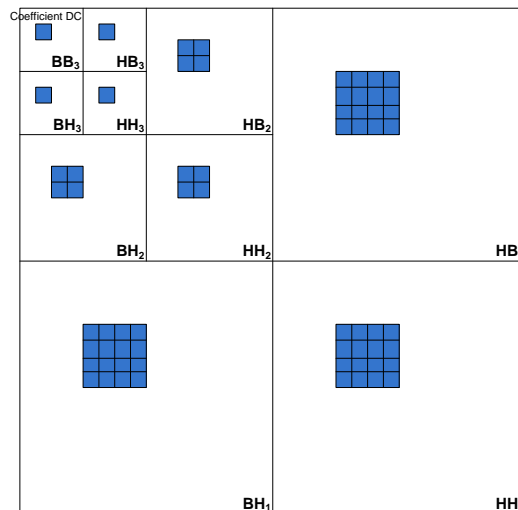 Coefficient DC
BB₃
HB₃
BH₃
HH₃
HB₂
BH₂
HH₂
HB
BH₁
HH